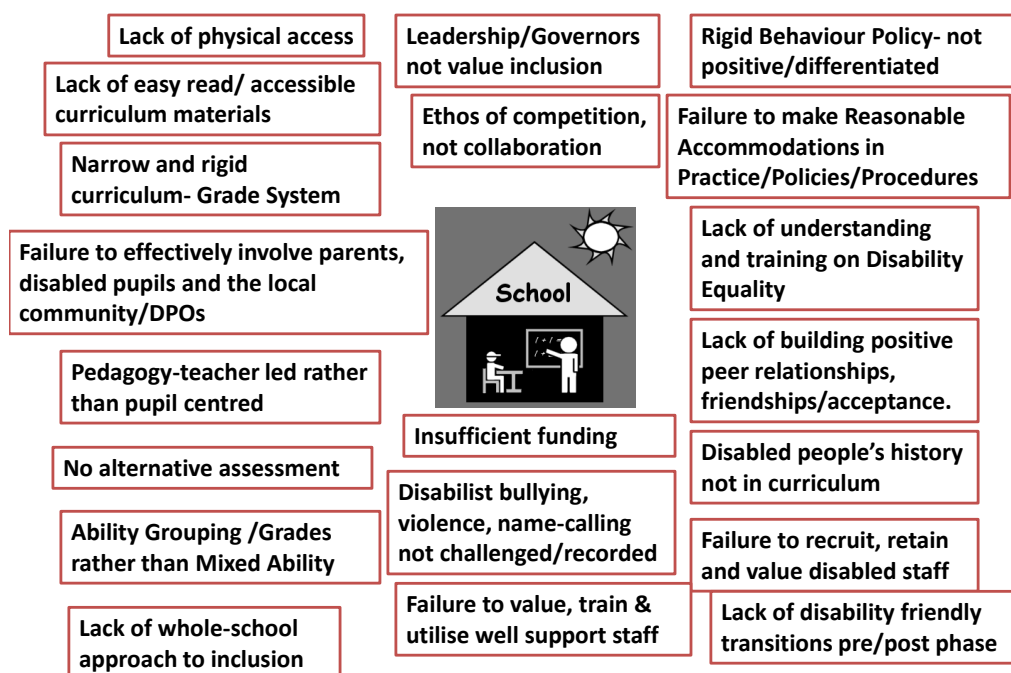 Lack of physical access
Lack of easy read/ accessible
curriculum materials
Narrow and rigid
curriculum- Grade System
Failure to effectively involve parents,
disabled pupils and the local
community/DPOs
Pedagogy-teacher led rather
than pupil centred
No alternative assessment
Ability Grouping /Grades
rather than Mixed Ability
Lack of whole-school
approach to inclusion
Leadership/Governors
not value inclusion
Ethos of competition,
not collaboration
School
Insufficient funding
Disabilist bullying,
violence, name-calling
not challenged/recorded
Failure to value, train &
utilise well support staff
Rigid Behaviour Policy- not
positive/differentiated
Failure to make Reasonable
Accommodations in
Practice/Policies/Procedures
Lack of understanding
and training on Disability
Equality
Lack of building positive
peer relationships,
friendships/acceptance.
Disabled people’s history
not in curriculum
Failure to recruit, retain
and value disabled staff
Lack of disability friendly
transitions pre/post phase